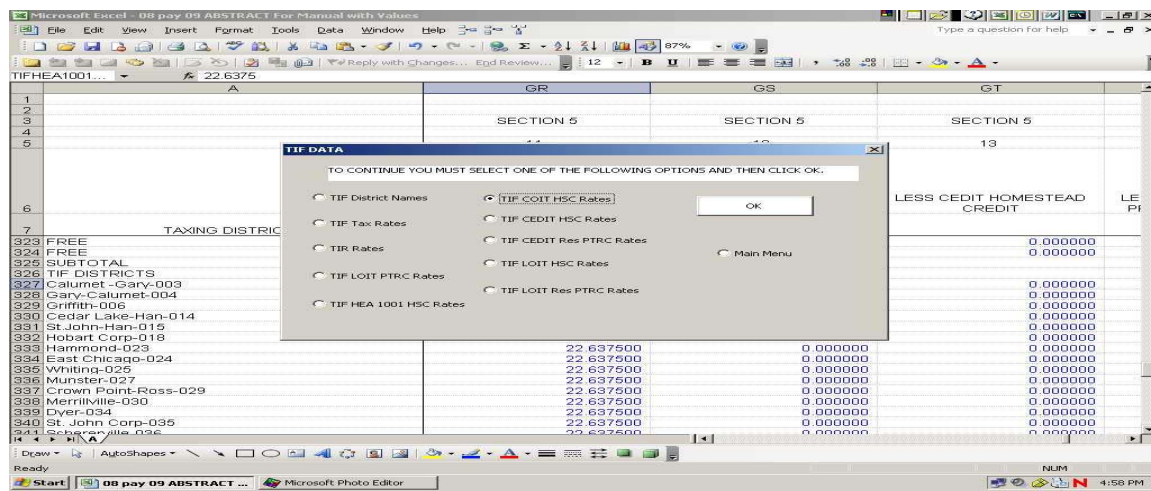 Microsoft Excel - 08 pay 09 ABSTRACT For Manual with Values
File Edit View Insert Format Tools Data Window Help
Type a question for help
87%
Reply with Changes... End Review...
12
B U
TIFHEA1001...
fx 22.6375
A GR GS GT
1
2
3 SECTION 5 SECTION 5 SECTION 5
4
5 13
6 LESS CEDIT HOMESTEAD CREDIT
7 TAXING DISTRIC
TIF DATA
TO CONTINUE YOU MUST SELECT ONE OF THE FOLLOWING OPTIONS AND THEN CLICK OK.
TIF District Names
TIF Tax Rates
TIR Rates
TIF LOIT PTRC Rates
TIF HEA 1001 HSC Rates
TIF COIT HSC Rates
TIF CEDIT HSC Rates
TIF CEDIT Res PTRC Rates
TIF LOIT HSC Rates
TIF LOIT Res PTRC Rates
OK
Main Menu
323 FREE 0.000000
324 FREE 0.000000
325 SUBTOTAL
326 TIF DISTRICTS
327 Calumet -Gary-003 0.000000
328 Gary-Calumet-004 0.000000
329 Griffith-006 0.000000
330 Cedar Lake-Han-014 0.000000
331 St.John-Han-015 0.000000
332 Hobart Corp-018 0.000000
333 Hammond-023 22.637500 0.000000 0.000000
334 East Chicago-024 22.637500 0.000000 0.000000
335 Whiting-025 22.637500 0.000000 0.000000
336 Munster-027 22.637500 0.000000 0.000000
337 Crown Point-Ross-029 22.637500 0.000000 0.000000
338 Merrillville-030 22.637500 0.000000 0.000000
339 Dyer-034 22.637500 0.000000 0.000000
340 St. John Corp-035 22.637500 0.000000 0.000000
A
Draw AutoShapes
Ready
NUM
Start 08 pay 09 ABSTRACT ... Microsoft Photo Editor 4:58 PM